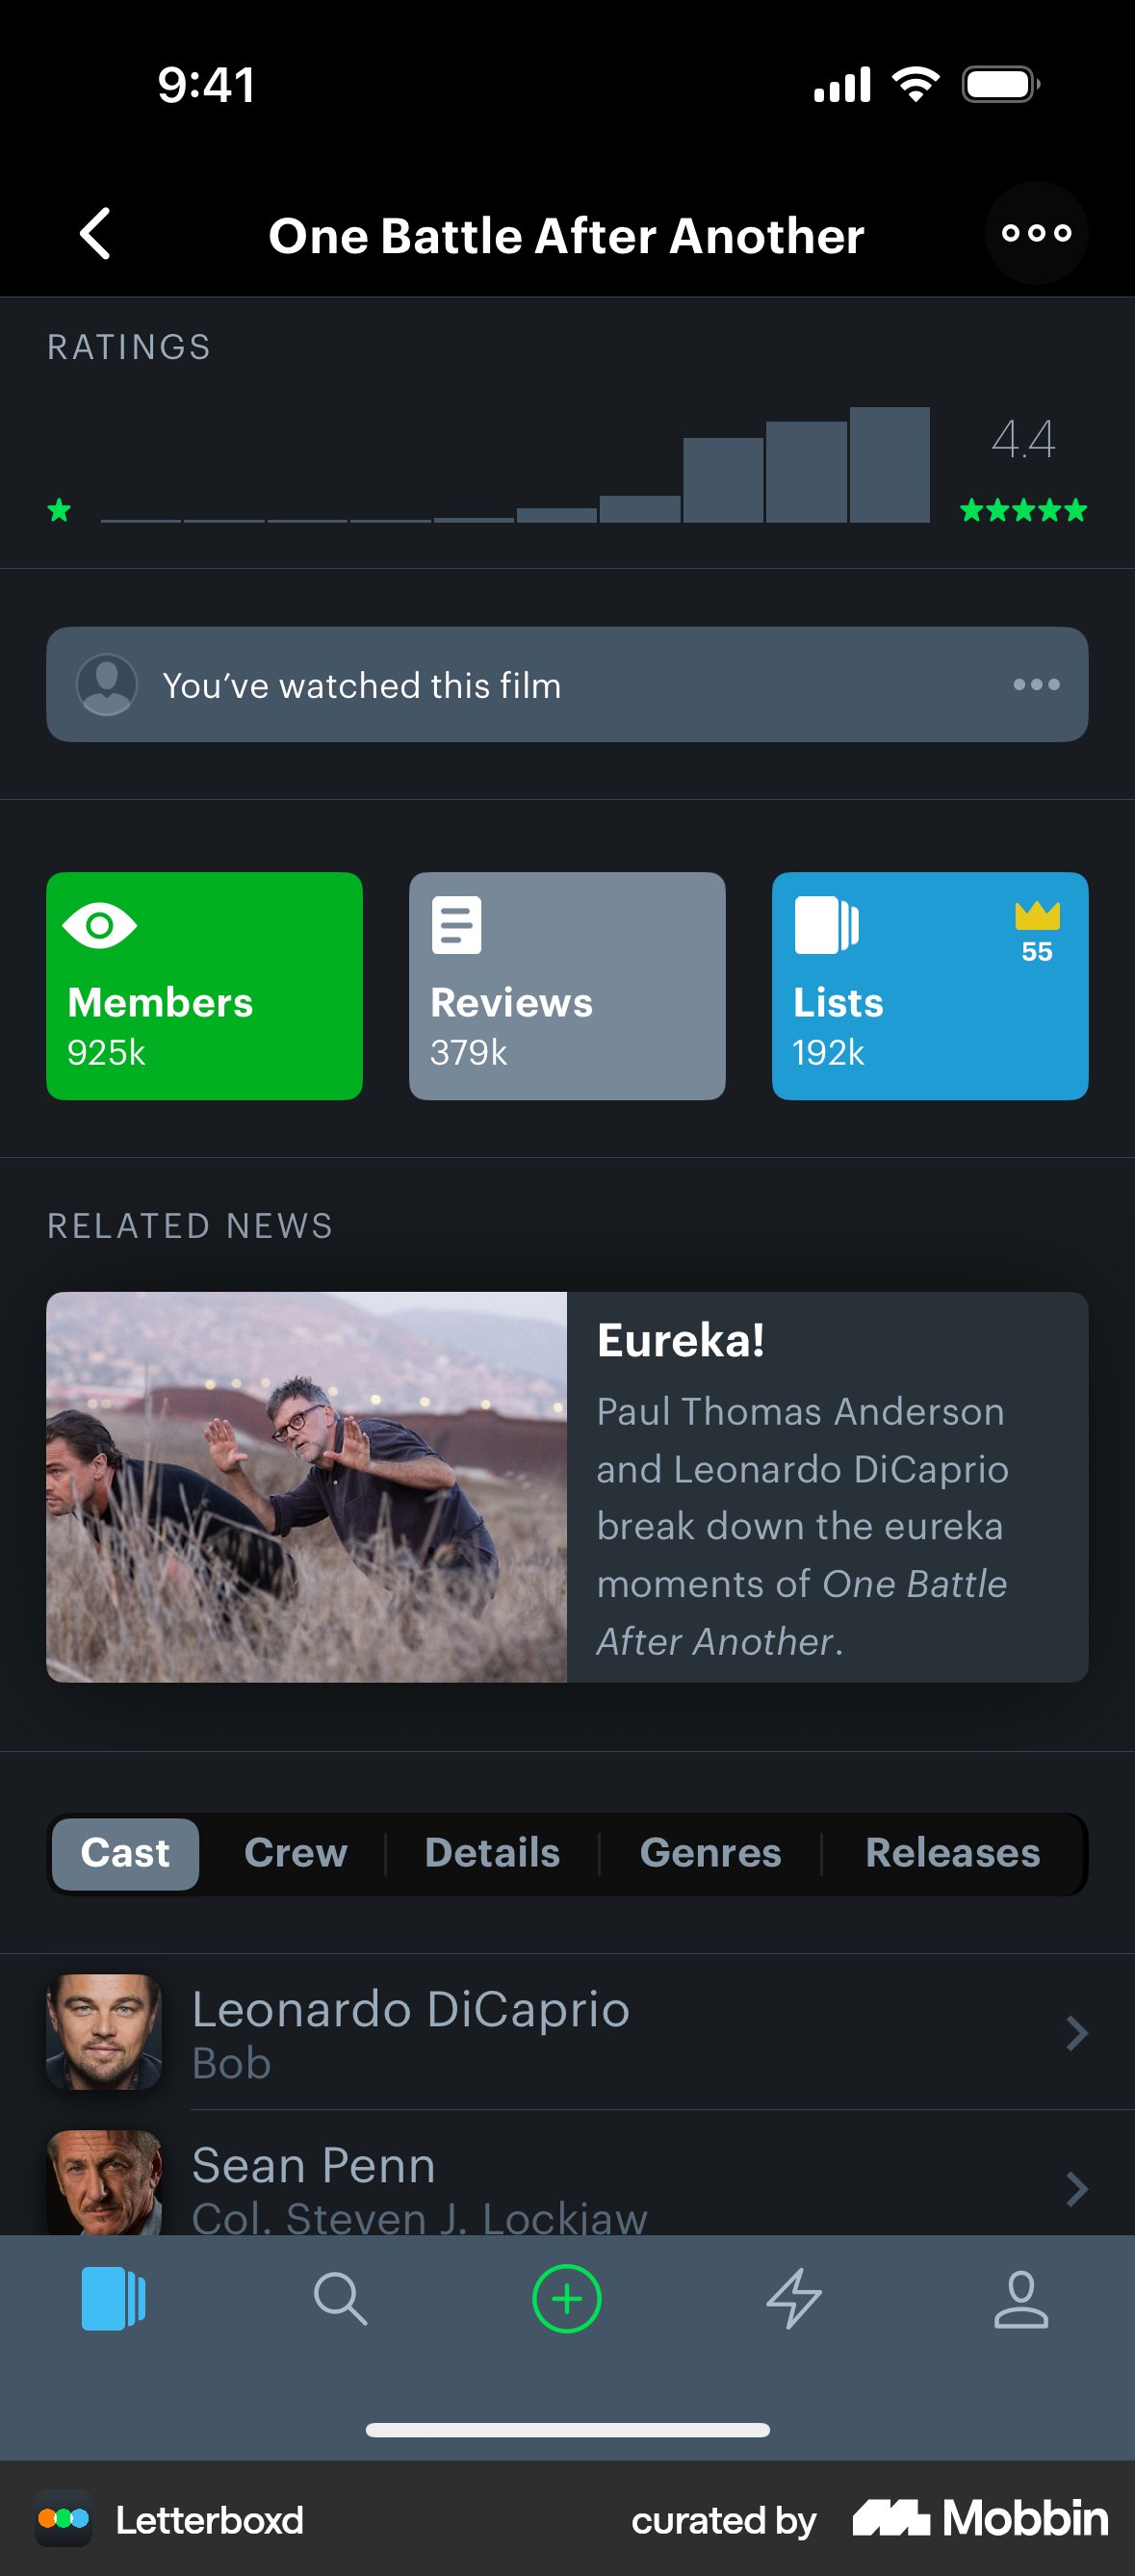 9:41
One Battle After Another
RATINGS
4.4
You’ve watched this film
Members
925k
Reviews
379k
55
Lists
192k
RELATED NEWS
Eureka!
Paul Thomas Anderson
and Leonardo DiCaprio
break down the eureka
moments of One Battle
After Another.
Cast
Crew
Details
Genres
Releases
Leonardo DiCaprio
Bob
Sean Penn
Col. Steven J. Lockjaw
Letterboxd
curated by Mobbin